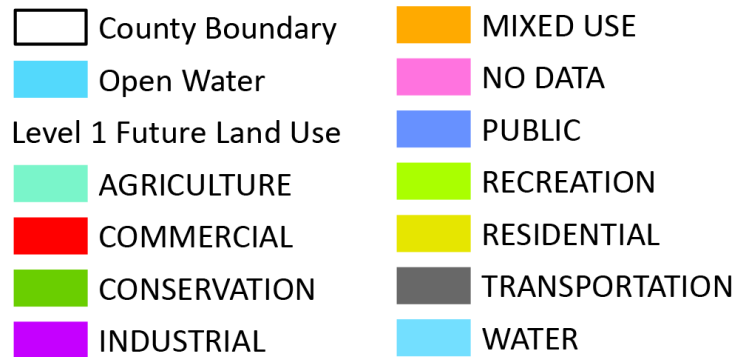 County Boundary
Open Water
Level 1 Future Land Use
AGRICULTURE
COMMERCIAL
CONSERVATION
INDUSTRIAL
MIXED USE
NO DATA
PUBLIC
RECREATION
RESIDENTIAL
TRANSPORTATION
WATER